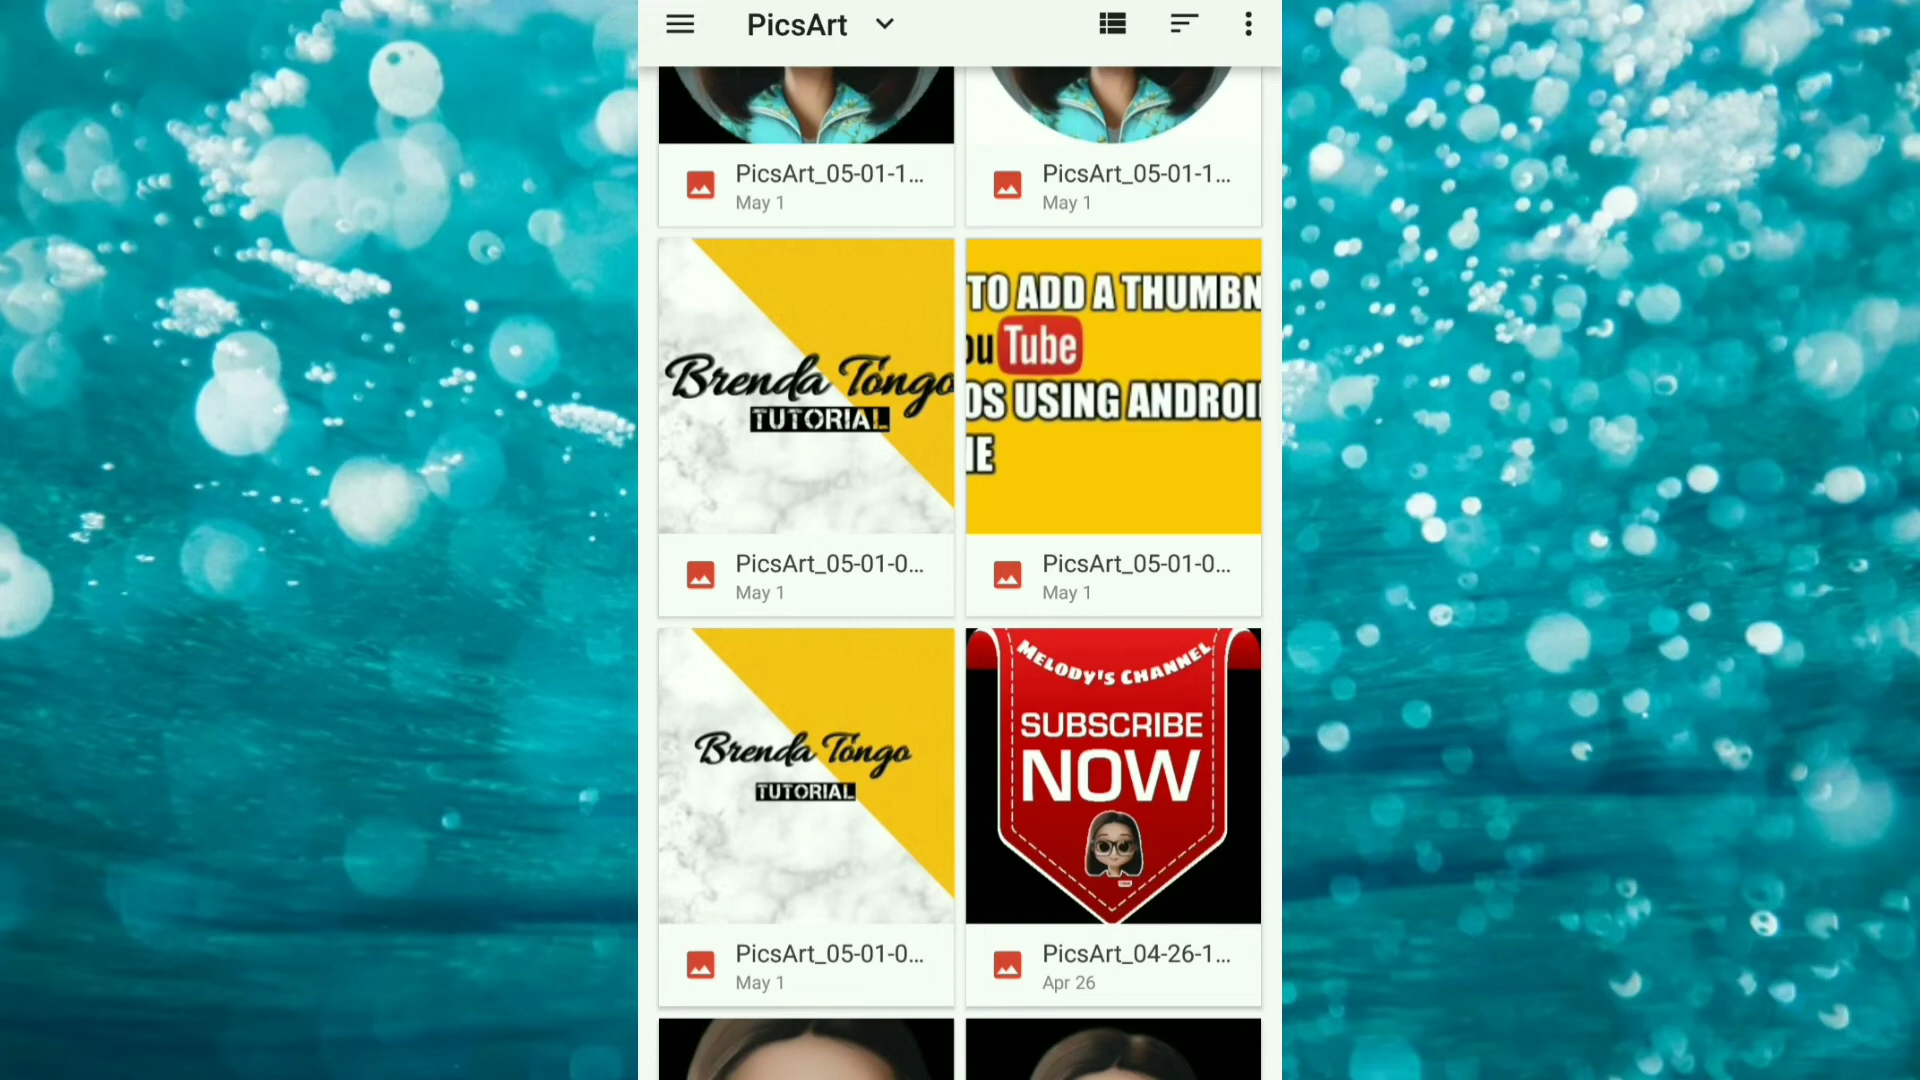 PicsArt
PicsArt_05-01-1...
May 1
PicsArt_05-01-1...
May 1
Brenda Tongo
TUTORIAL
TO ADD A THUMBN
ou Tube
OS USING ANDROI
NE
PicsArt_05-01-0...
May 1
PicsArt_05-01-0...
May 1
Brenda Tongo
TUTORIAL
MELODY'S CHANNEL
SUBSCRIBE
NOW
PicsArt_05-01-0...
May 1
PicsArt_04-26-1...
Apr 26